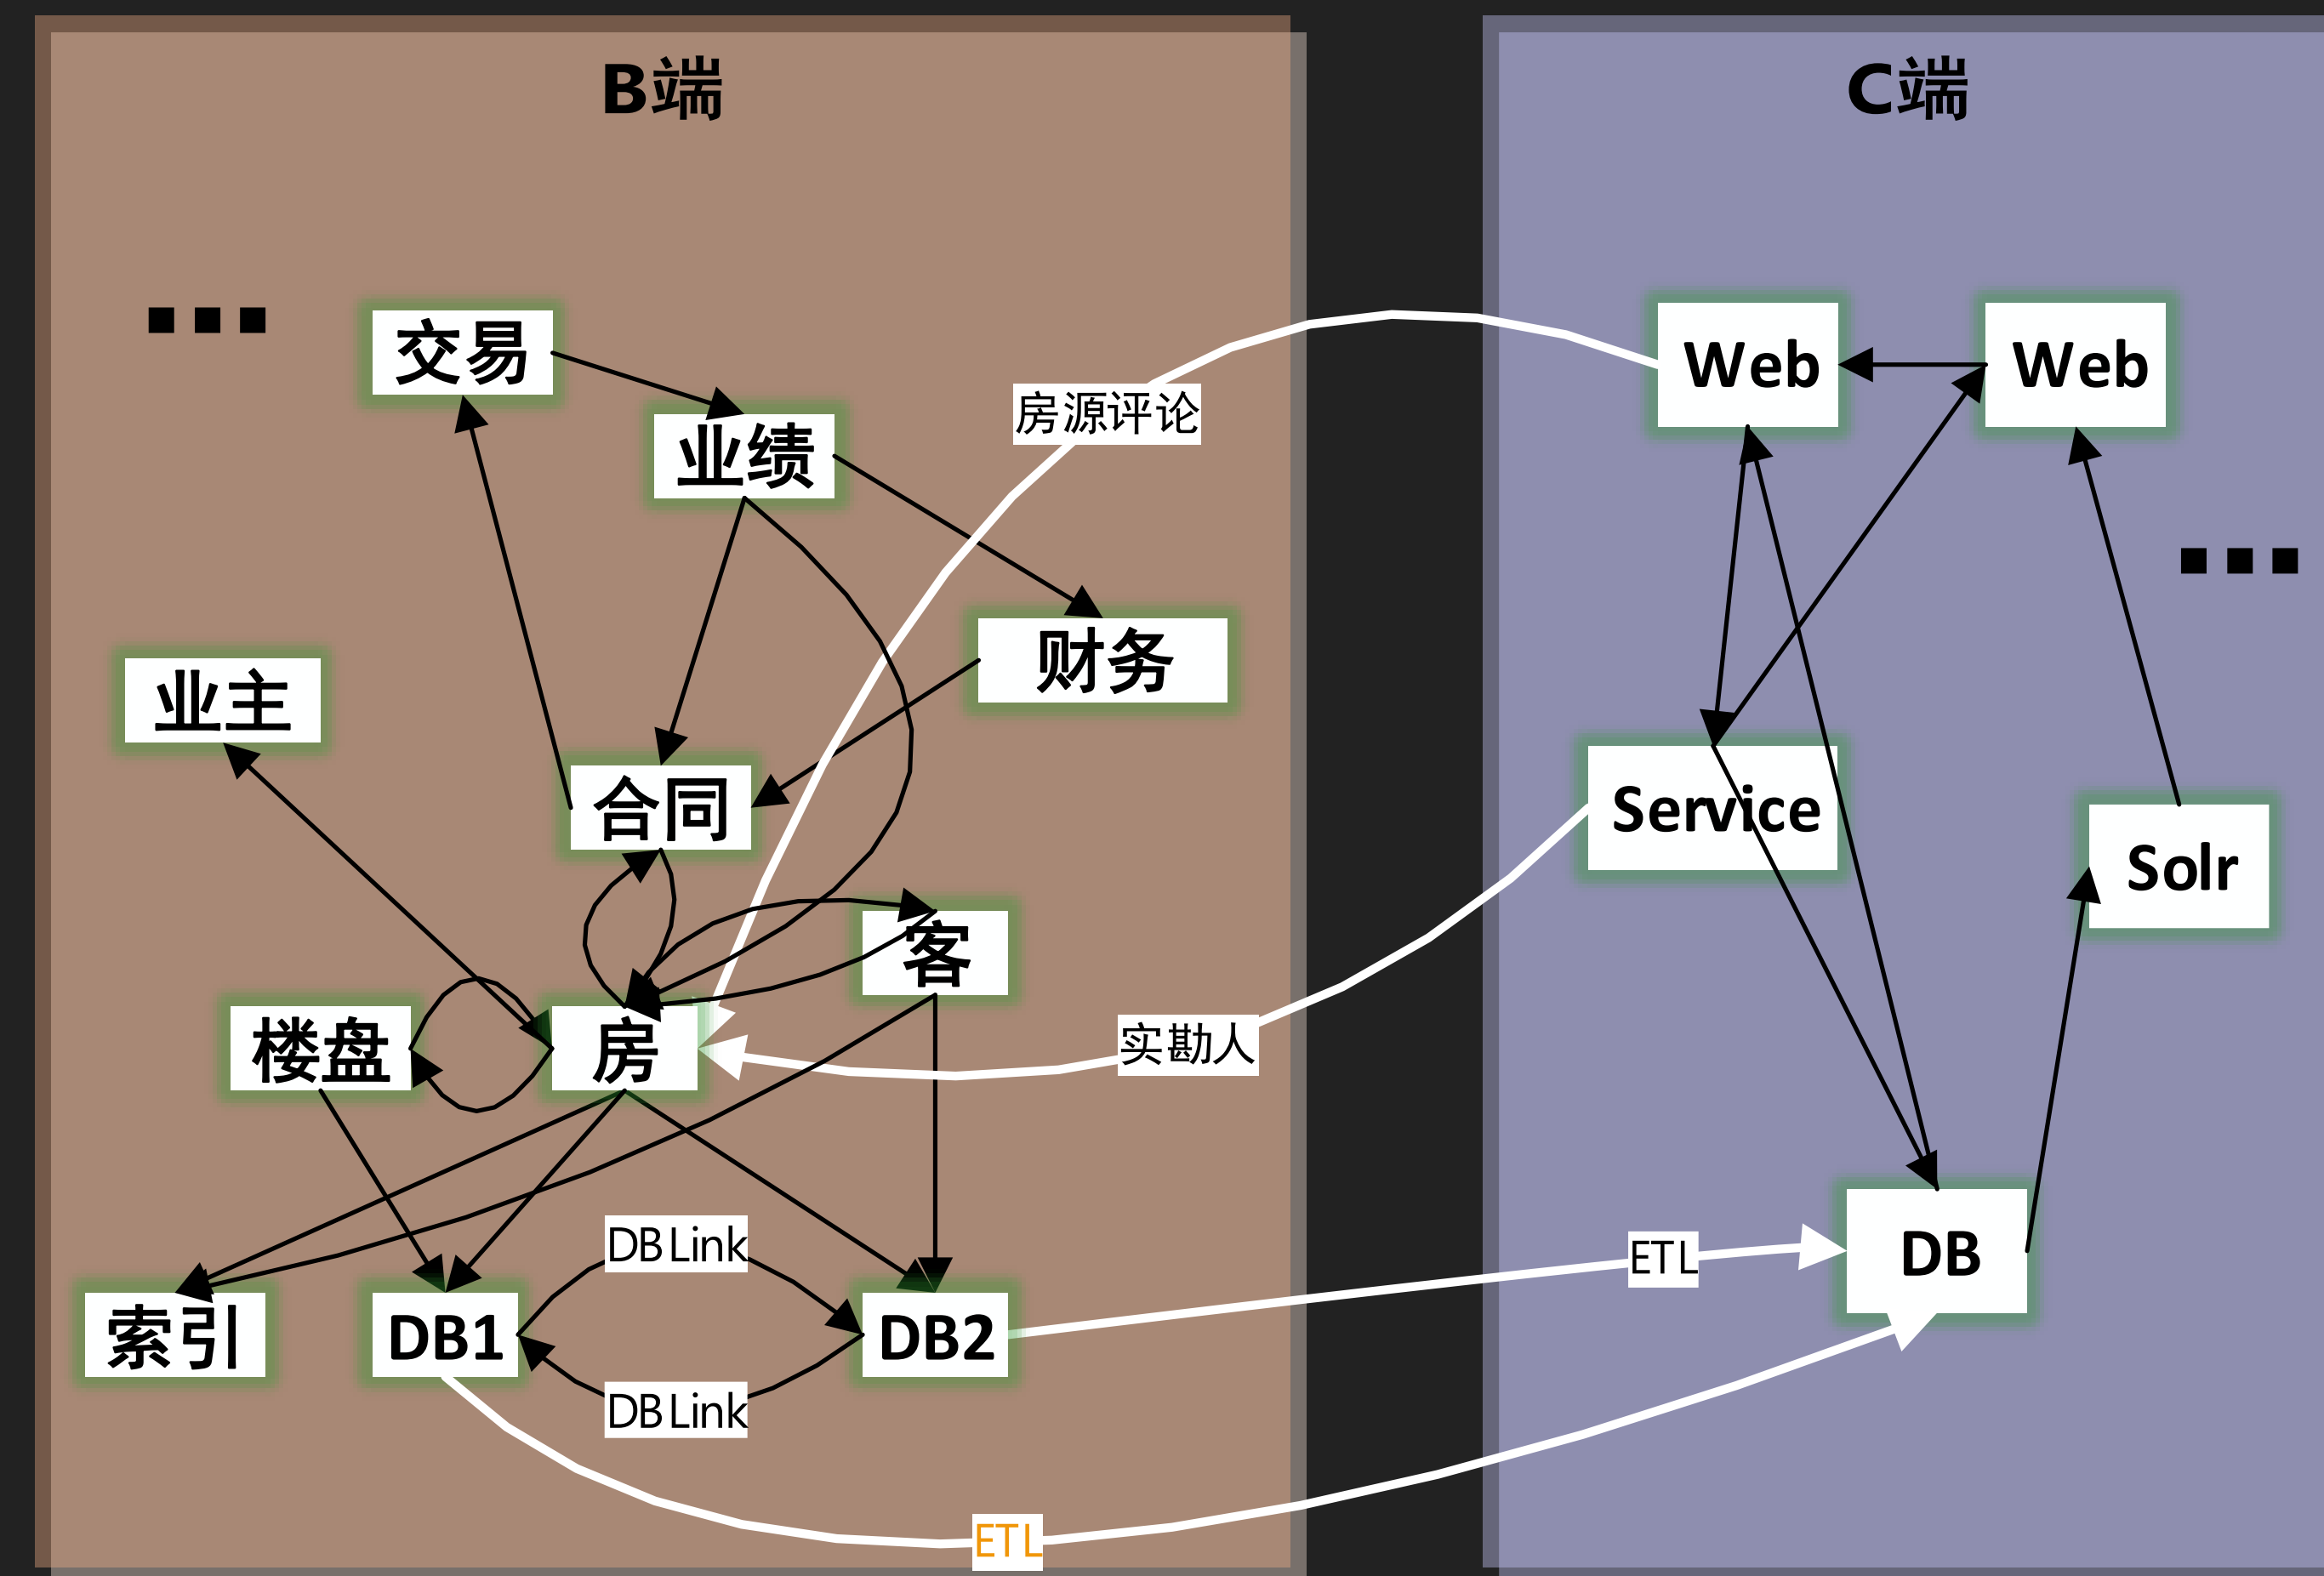 B端
C端
■ ■ ■
交易
业绩
房源评论
Web
Web
■ ■ ■
财务
业主
合同
Service
Solr
客
楼盘
房
实勘人
DBLink
ETL
DB
索引
DB1
DB2
DBLink
ETL